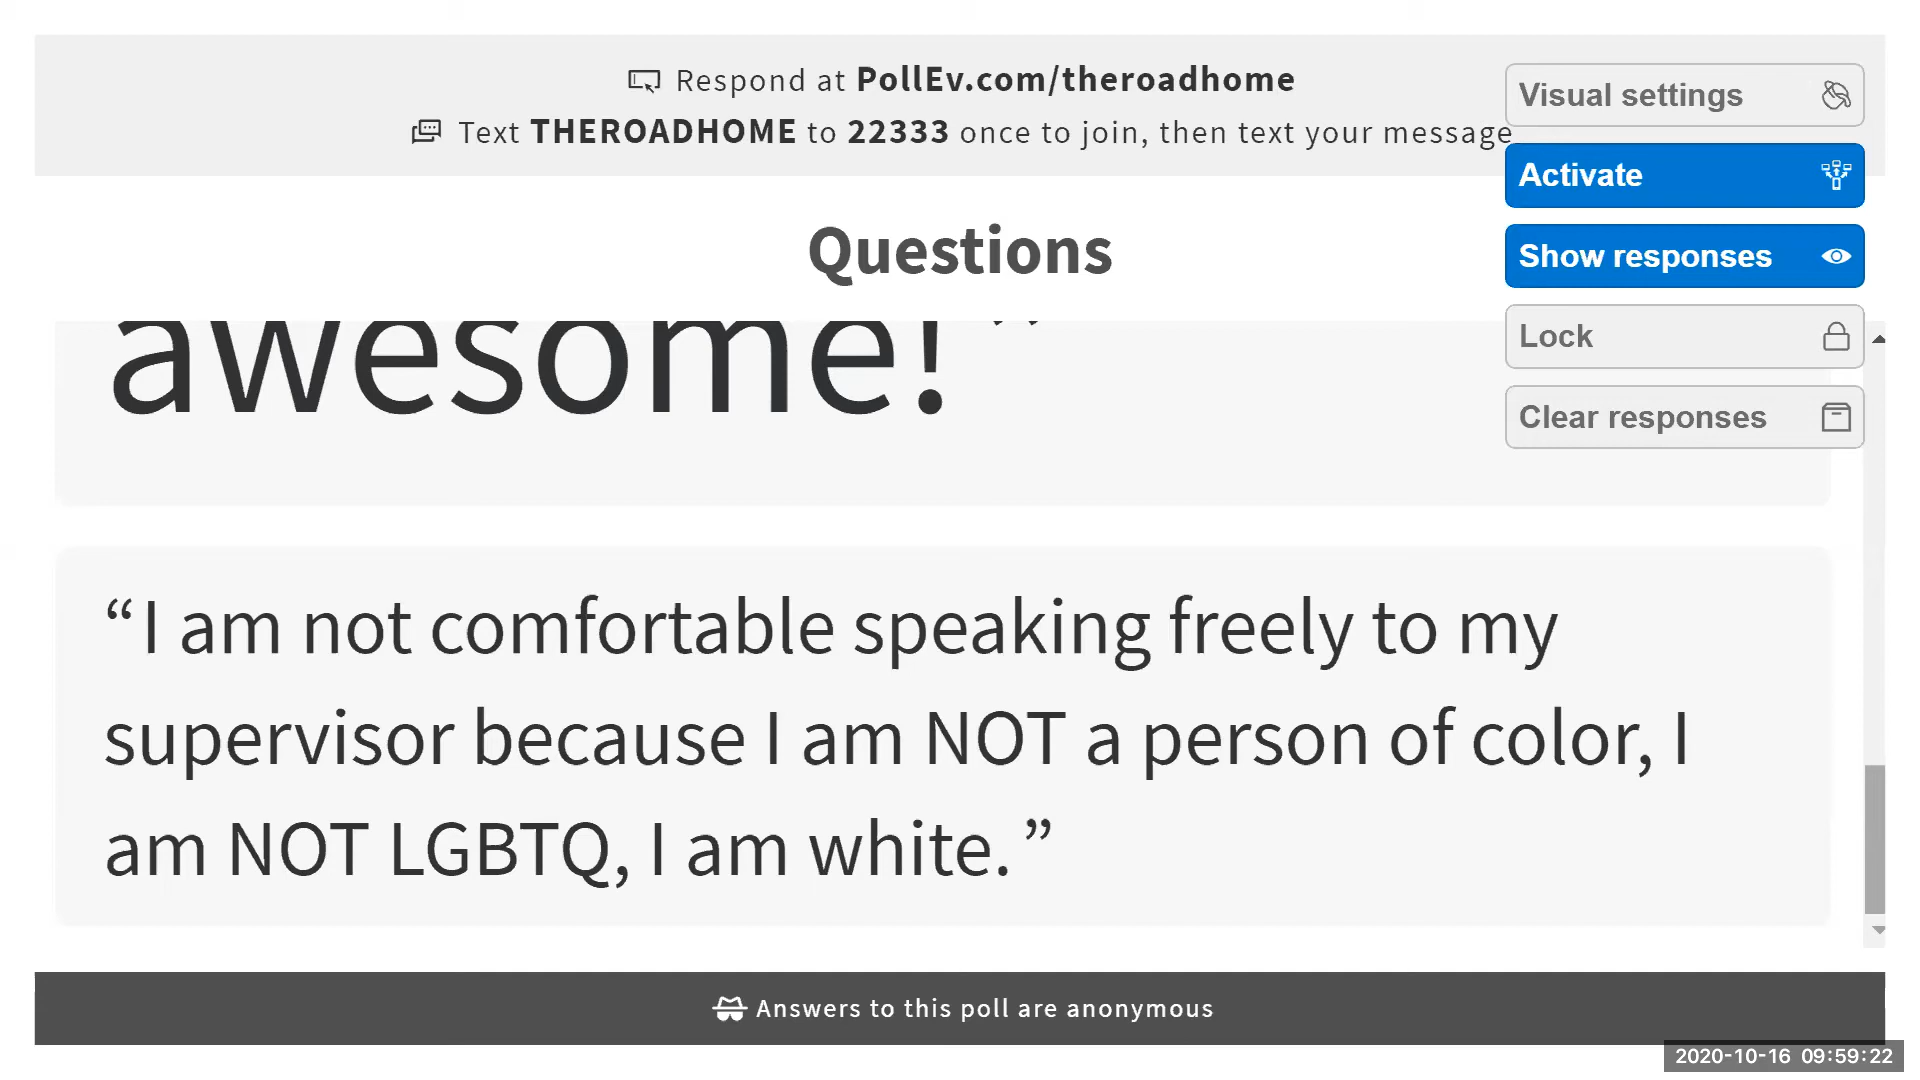 Respond at PollEv.com/theroadhome
Text THEROADHOME to 22333 once to join, then text your message
Visual settings
Activate
Show responses
Lock
Clear responses
Questions
awesome! ”
“I am not comfortable speaking freely to my
supervisor because I am NOT a person of color, I
am NOT LGBTQ, I am white. ”
Answers to this poll are anonymous
2020-10-16 09:59:22